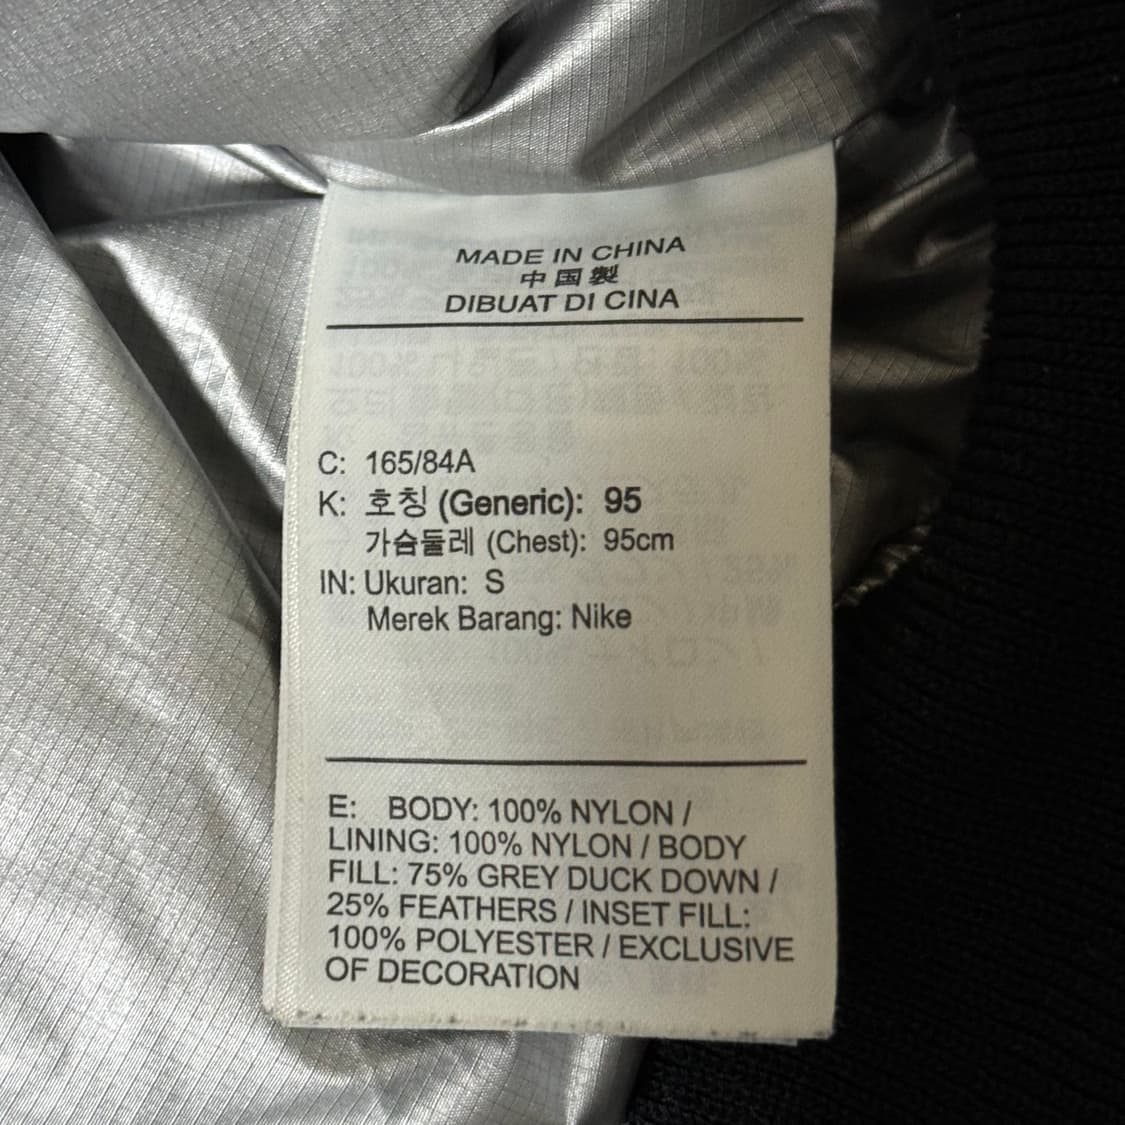 MADE IN CHINA
中国製
DIBUAT DI CINA
C: 165/84A
K: 호칭 (Generic): 95
가슴둘레 (Chest): 95cm
IN: Ukuran: S
Merek Barang: Nike
E: BODY: 100% NYLON /
LINING: 100% NYLON / BODY
FILL: 75% GREY DUCK DOWN /
25% FEATHERS / INSET FILL:
100% POLYESTER / EXCLUSIVE
OF DECORATION